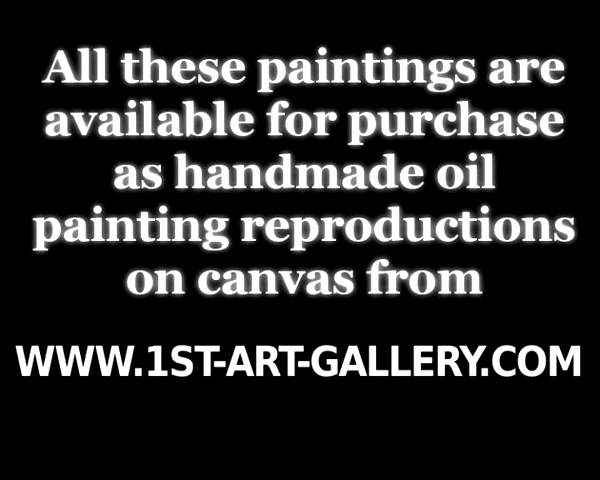 All these paintings are
available for purchase
as handmade oil
painting reproductions
on canvas from
WWW.1ST-ART-GALLERY.COM